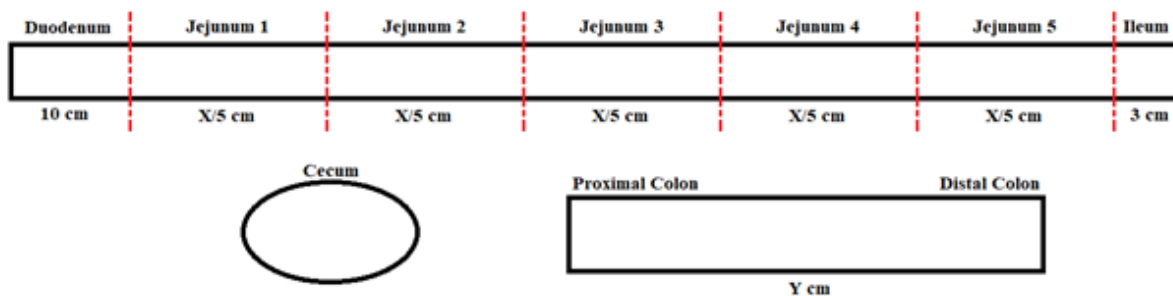 Duodenum Jejunum 1 Jejunum 2 Jejunum 3 Jejunum 4 Jejunum 5 Ileum
10 cm X/5 cm X/5 cm X/5 cm X/5 cm X/5 cm 3 cm
Cecum
Proximal Colon Distal Colon
Y cm